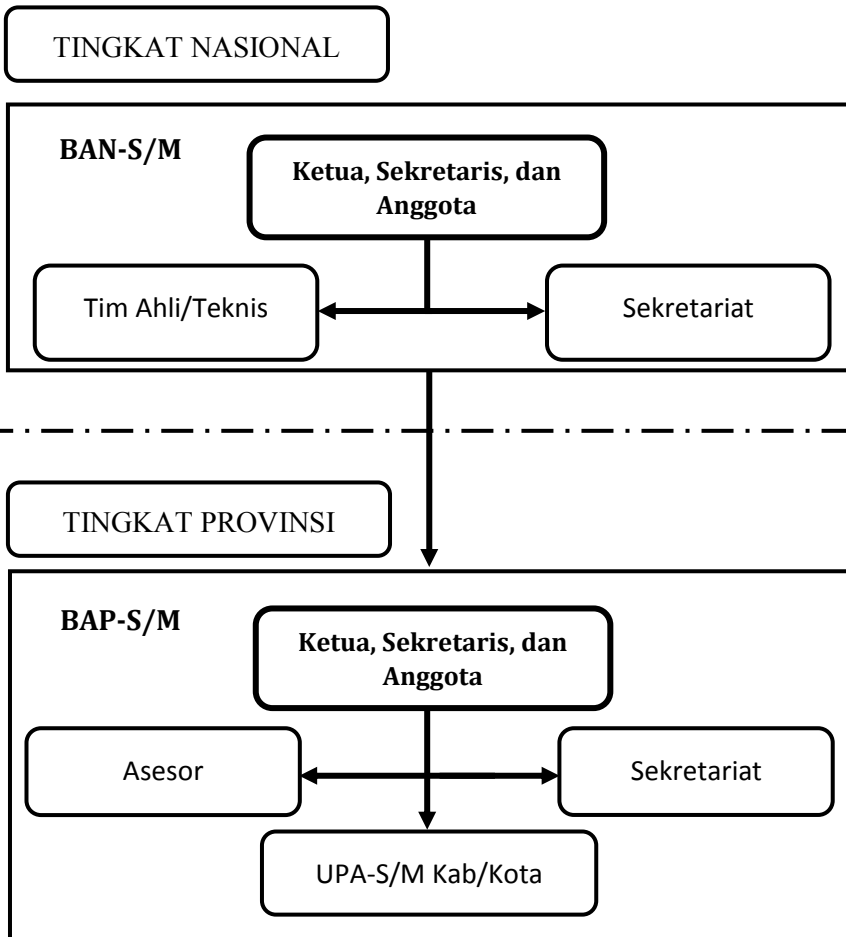 TINGKAT NASIONAL
BAN-S/M
Ketua, Sekretaris, dan
Anggota
Tim Ahli/Teknis
Sekretariat
TINGKAT PROVINSI
BAP-S/M
Ketua, Sekretaris, dan
Anggota
Asesor
Sekretariat
UPA-S/M Kab/Kota